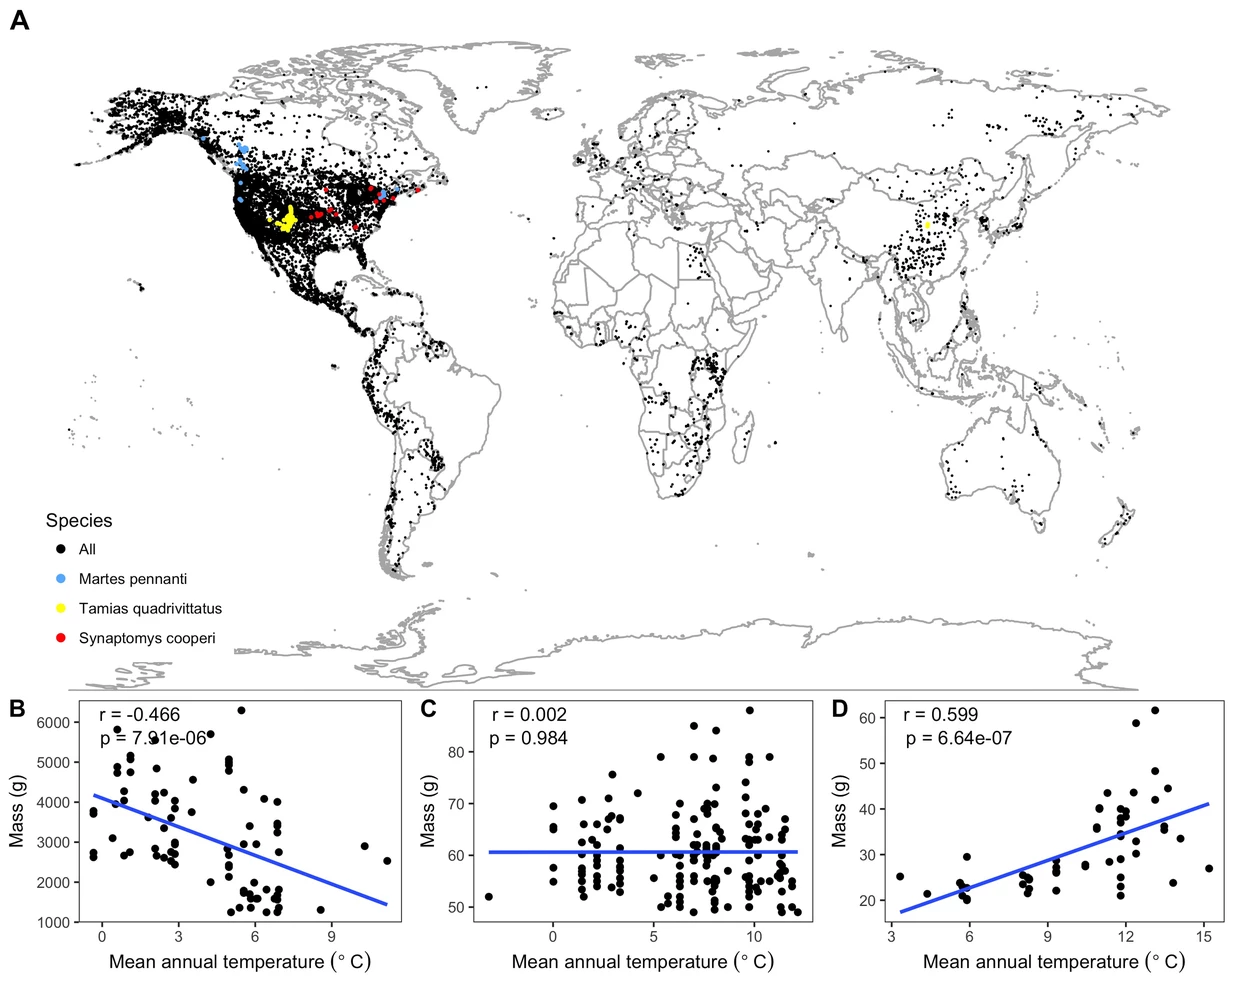 A
Species
All
Martes pennanti
Tamias quadrivittatus
Synaptomys cooperi
B
r = -0.466
p = 7.91e-06
6000
5000
4000
3000
2000
1000
Mass (g)
0 3 6 9
Mean annual temperature (° C)
C
r = 0.002
p = 0.984
80
70
60
50
Mass (g)
0 5 10
Mean annual temperature (° C)
D
r = 0.599
p = 6.64e-07
60
50
40
30
20
Mass (g)
3 6 9 12 15
Mean annual temperature (° C)